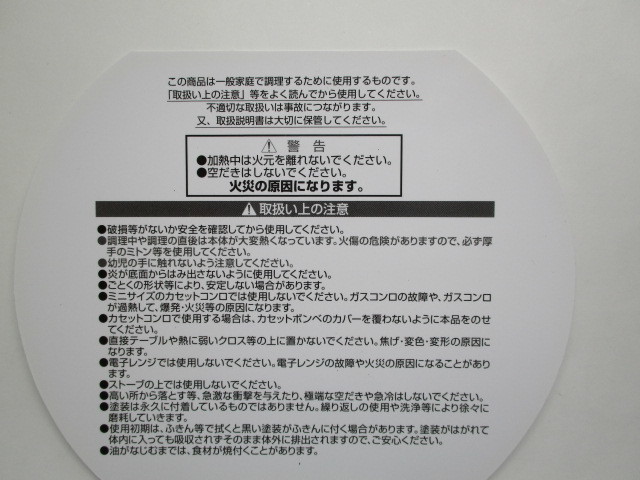 この商品は一般家庭で調理するために使用するものです。
「取扱い上の注意」等をよく読んでから使用してください。
不適切な取扱いは事故につながります。
又、取扱説明書は大切に保管してください。
⚠ 警告
●加熱中は火元を離れないでください。
●空だきはしないでください。
火災の原因になります。
⚠取扱い上の注意
●破損等がないか安全を確認してから使用してください。
●調理中や調理の直後は本体が大変熱くなっています。火傷の危険がありますので、必ず厚
手のミトン等を使用してください。
●幼児の手に触れないよう注意してください。
●炎が底面からはみ出さないように使用してください。
●ごとくの形状等により、安定しない場合があります。
●ミニサイズのカセットコンロでは使用しないでください。ガスコンロの故障や、ガスコンロ
が過熱して、爆発・火災等の原因になります。
●カセットコンロで使用する場合は、カセットボンベのカバーを覆わないように本品をのせ
てください。
●直接テーブルや熱に弱いクロス等の上に置かないでください。焦げ・変色・変形の原因に
なります。
●電子レンジでは使用しないでください。電子レンジの故障や火災の原因になることがあり
ます。
●ストーブの上では使用しないでください。
●高い所から落とす等、急激な衝撃を与えたり、極端な空だきや急冷はしないでください。
●塗装は永久に付着しているものではありません。繰り返しの使用や洗浄等により徐々に
磨耗していきます。
●使用初期は、ふきん等で拭くと黒い塗装がふきんに付く場合があります。塗装がはがれて
体内に入っても吸収されずそのまま体外に排出されますので、ご安心ください。
●油がなじむまでは、食材が焼付くことがあります。